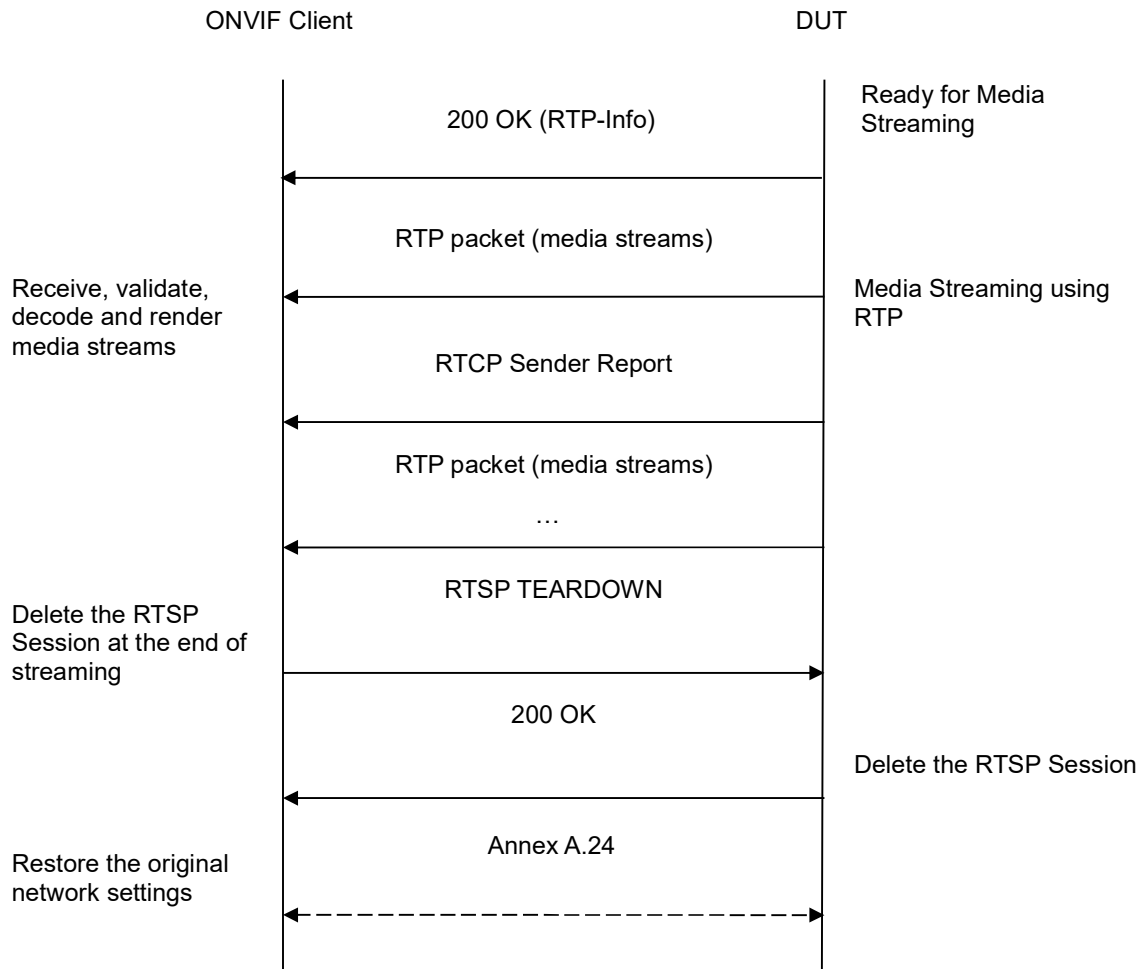 ONVIF Client
DUT
Ready for Media
Streaming
200 OK (RTP-Info)
RTP packet (media streams)
Receive, validate,
decode and render
media streams
Media Streaming using
RTP
RTCP Sender Report
RTP packet (media streams)
…
RTSP TEARDOWN
Delete the RTSP
Session at the end of
streaming
200 OK
Delete the RTSP Session
Annex A.24
Restore the original
network settings